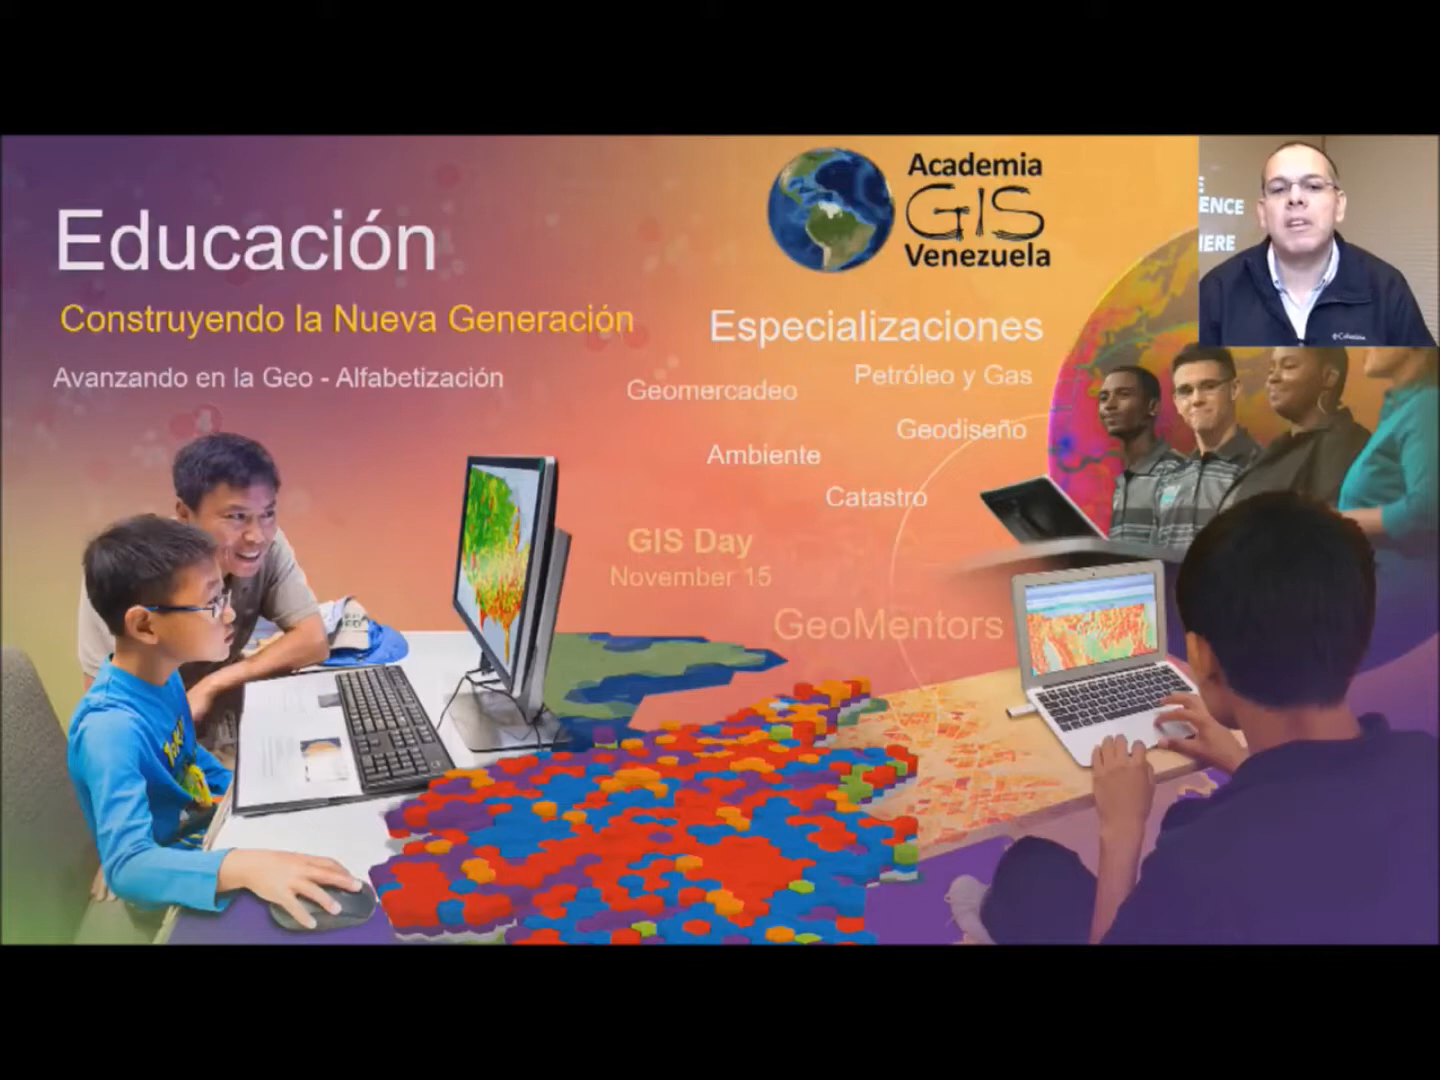 Educación
Construyendo la Nueva Generación
Avanzando en la Geo - Alfabetización
Academia
GIS
Venezuela
Especializaciones
Geomercadeo
Petróleo y Gas
Geodiseño
Ambiente
Catastro
GIS Day
November 15
GeoMentors
ENCE
Columbia